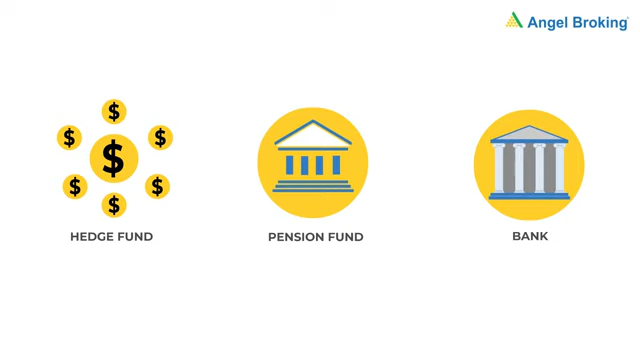 Angel Broking
$
$ $
$
$ $
$
HEDGE FUND
PENSION FUND
BANK